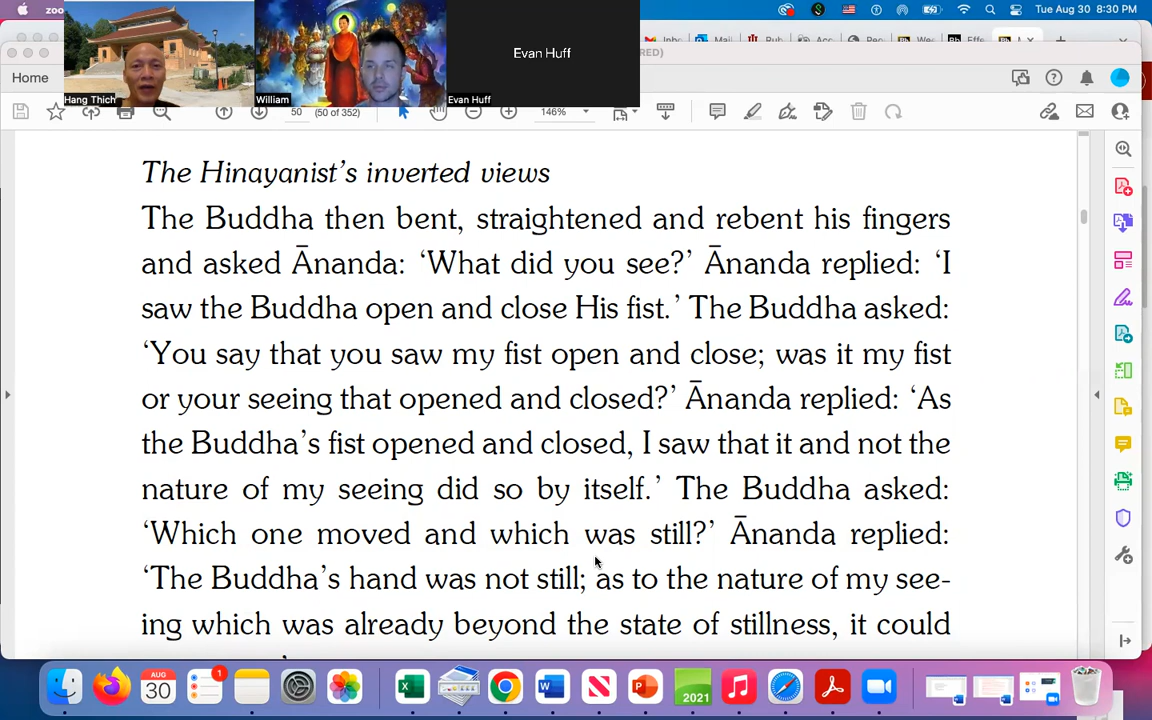 zoo
Tue Aug 30 8:30 PM
Hang Thich
William
Evan Huff
Evan Huff
RED)
Home
50 (50 of 352)
146%
The Hinayanist's inverted views
The Buddha then bent, straightened and rebent his fingers
and asked Ānanda: ‘What did you see?’ Ānanda replied: ‘I
saw the Buddha open and close His fist.’ The Buddha asked:
‘You say that you saw my fist open and close; was it my fist
or your seeing that opened and closed?’ Ānanda replied: ‘As
the Buddha’s fist opened and closed, I saw that it and not the
nature of my seeing did so by itself.’ The Buddha asked:
‘Which one moved and which was still?’ Ānanda replied:
‘The Buddha’s hand was not still; as to the nature of my see-
ing which was already beyond the state of stillness, it could
AUG
30
1
2021